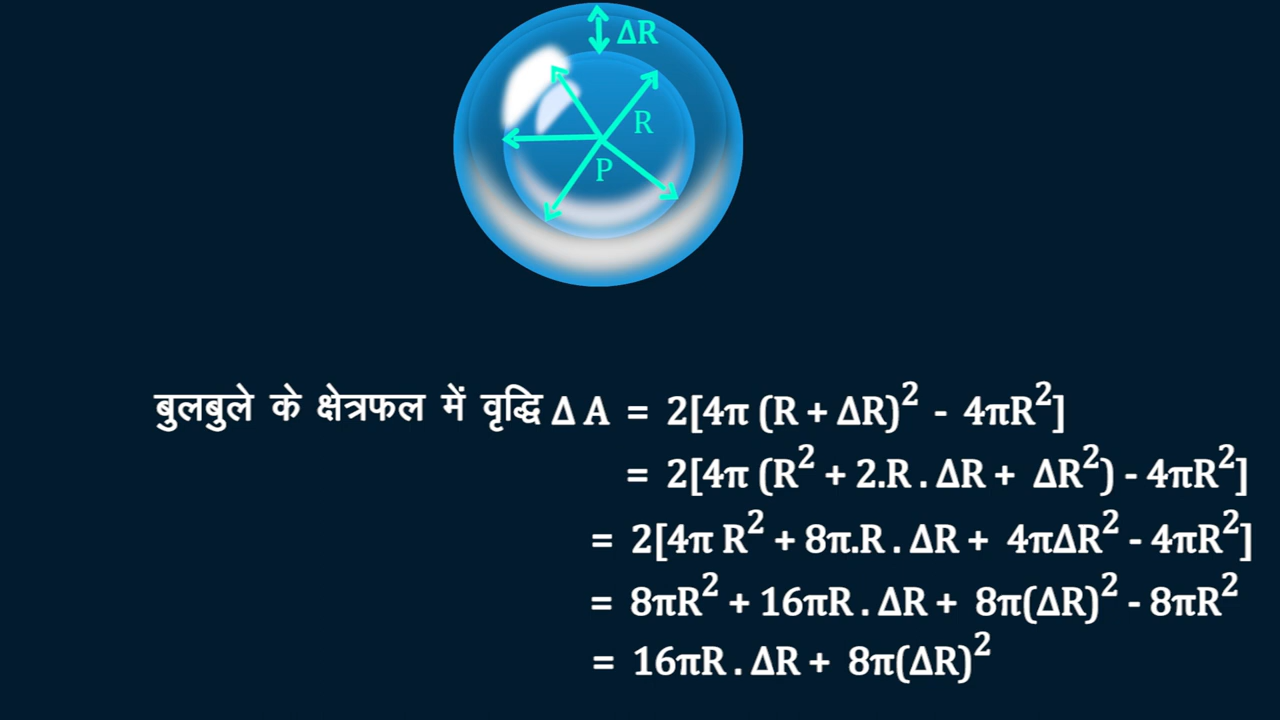 ΔR
R
P
बुलबुले के क्षेत्रफल में वृद्धि Δ A = 2[4π (R + ΔR)² - 4πR²]
= 2[4π (R² + 2.R . ΔR + ΔR²) - 4πR²]
= 2[4π R² + 8π.R . ΔR + 4πΔR² - 4πR²]
= 8πR² + 16πR . ΔR + 8π(ΔR)² - 8πR²
= 16πR . ΔR + 8π(ΔR)²